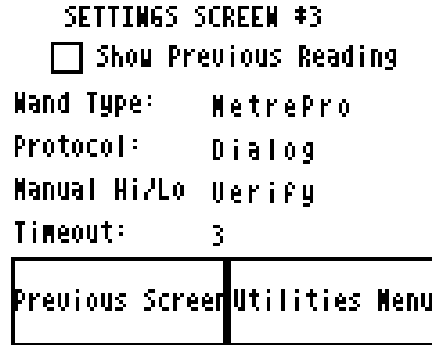 SETTINGS SCREEN #3
Show Previous Reading
Wand Type: MetrePro
Protocol: Dialog
Manual Hi/Lo Verify
Timeout: 3
Previous Screen Utilities Menu